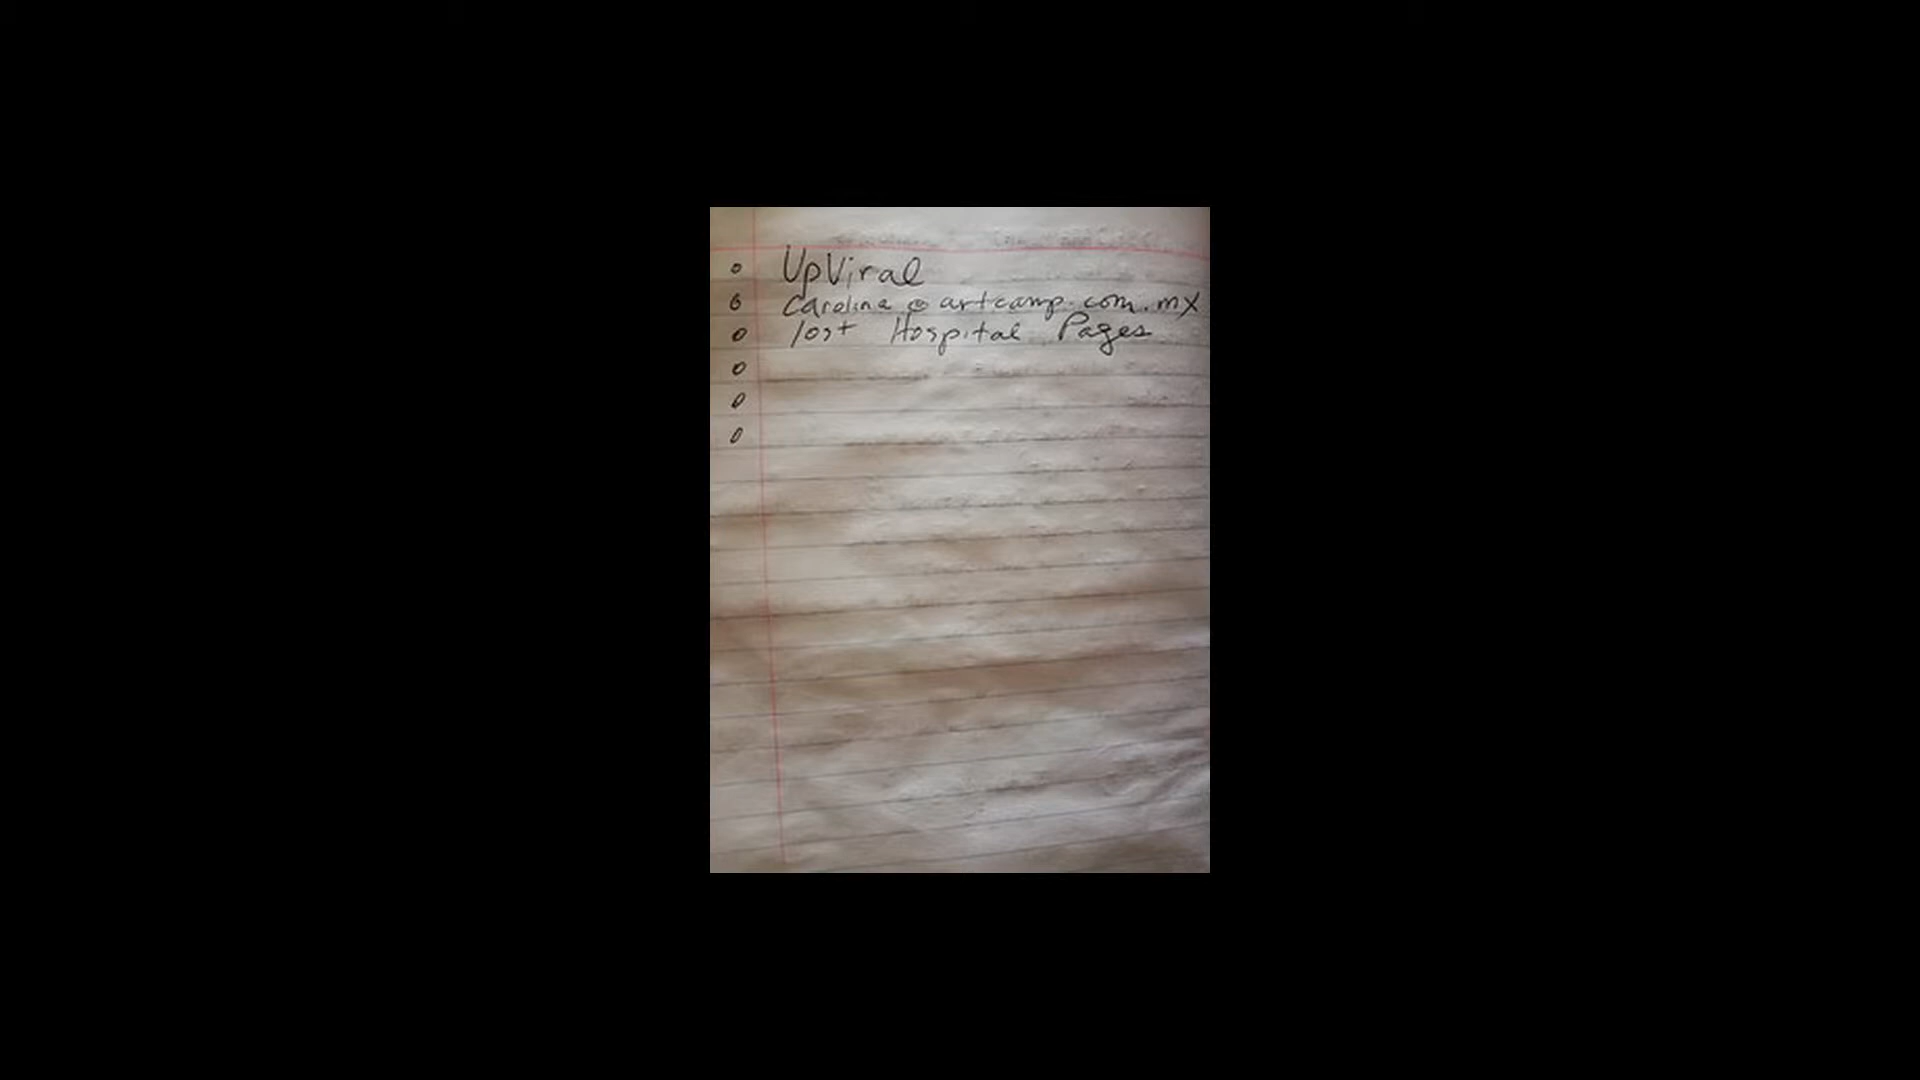 o UpViral
o Caroline@artcamp.com.mx
o lost Hospital Pages
o
o
o